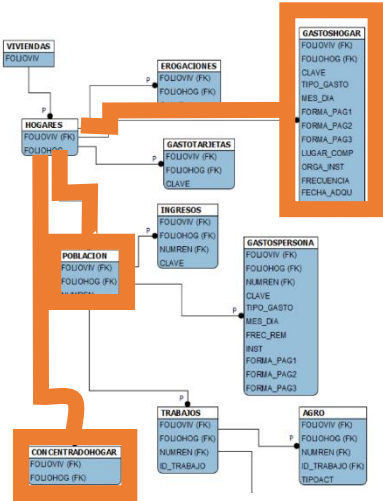 VIVIENDAS
FOLIOVIV
P
HOGARES
FOLIOVIV (FK)
FOLIOHOG
P
EROGACIONES
FOLIOVIV (FK)
FOLIOHOG (FK)
GASTOTARJETAS
FOLIOVIV (FK)
FOLIOHOG (FK)
CLAVE
P
GASTOSHOGAR
FOLIOVIV (FK)
FOLIOHOG (FK)
CLAVE
TIPO_GASTO
MES_DIA
FORMA_PAG1
FORMA_PAG2
FORMA_PAG3
LUGAR_COMP
ORGA_INST
FRECUENCIA
FECHA_ADQU
INGRESOS
FOLIOVIV (FK)
FOLIOHOG (FK)
NUMREN (FK)
CLAVE
P
POBLACION
FOLIOVIV (FK)
FOLIOHOG (FK)
P
GASTOSPERSONA
FOLIOVIV (FK)
FOLIOHOG (FK)
NUMREN (FK)
CLAVE
TIPO_GASTO
MES_DIA
FREC_REM
INST
FORMA_PAG1
FORMA_PAG2
FORMA_PAG3
P
TRABAJOS
FOLIOVIV (FK)
FOLIOHOG (FK)
NUMREN (FK)
ID_TRABAJO
P
AGRO
FOLIOVIV (FK)
FOLIOHOG (FK)
NUMREN (FK)
ID_TRABAJO (FK)
TIPOACT
P
CONCENTRADOHOGAR
FOLIOVIV (FK)
FOLIOHOG (FK)